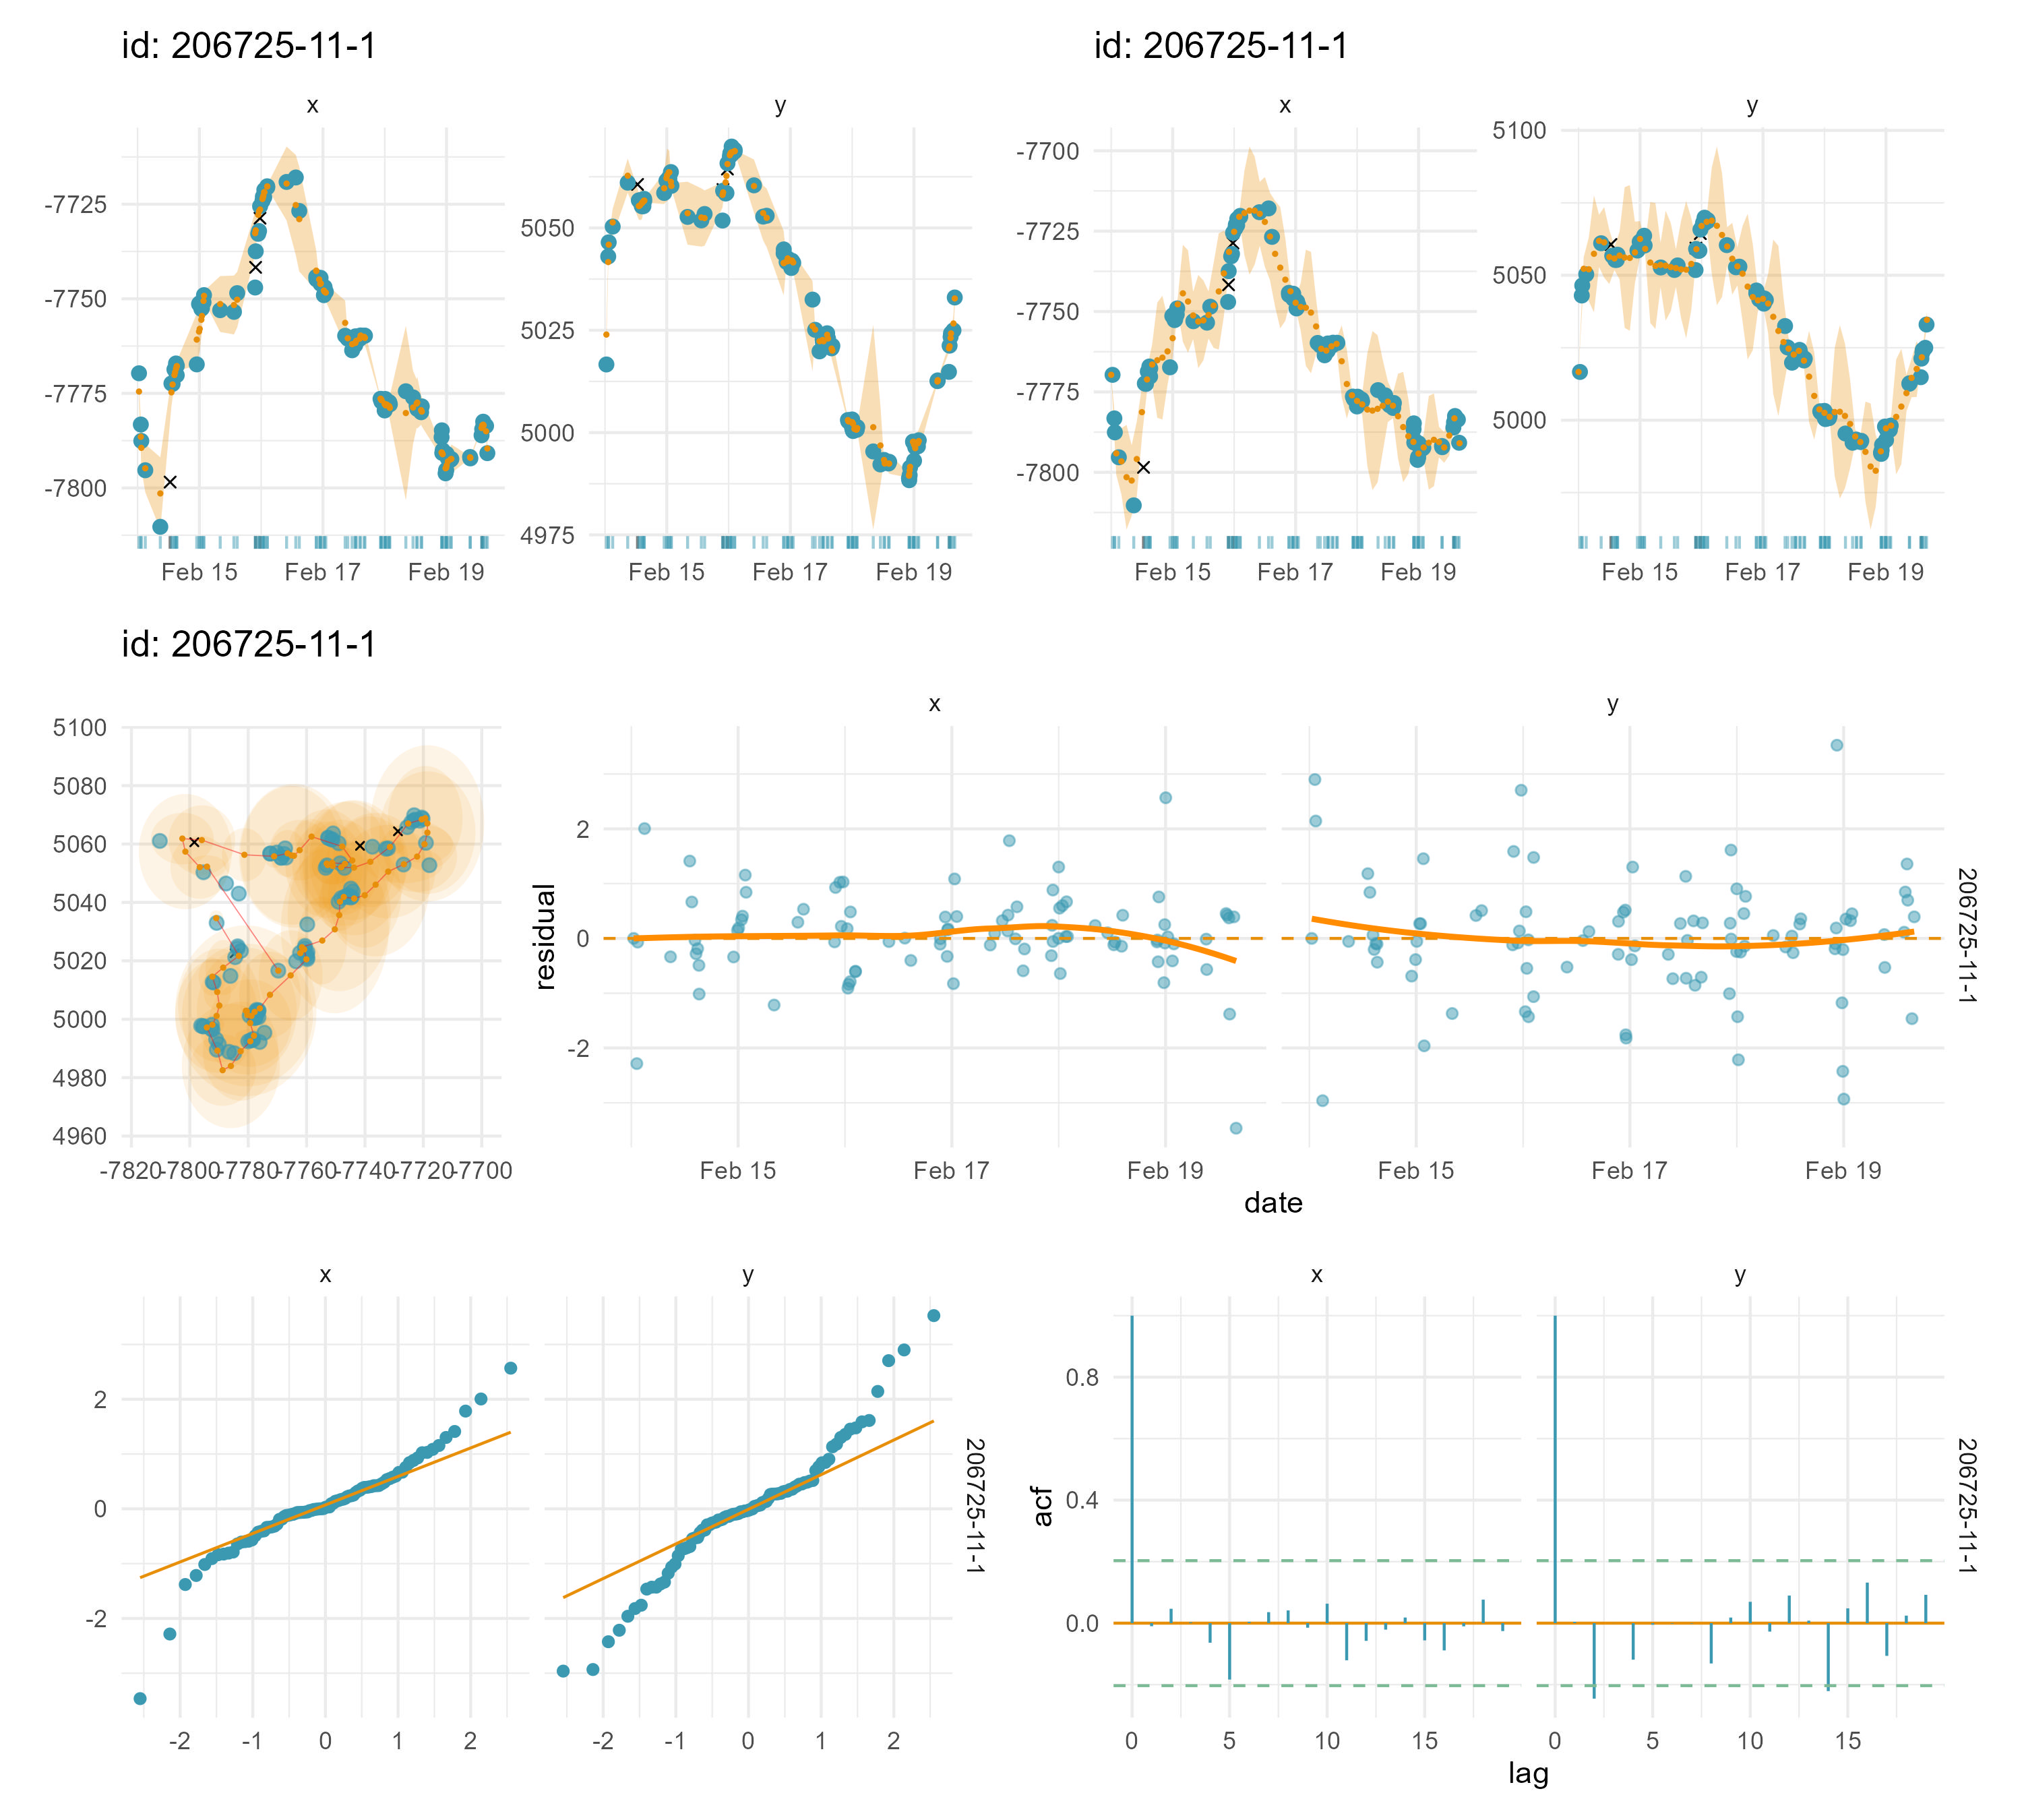 id: 206725-11-1
id: 206725-11-1
x
y
x
y
-7725
-7750
-7775
-7800
5050
5025
5000
4975
-7700
-7725
-7750
-7775
-7800
5100
5050
5000
Feb 15 Feb 17 Feb 19
Feb 15 Feb 17 Feb 19
Feb 15 Feb 17 Feb 19
Feb 15 Feb 17 Feb 19
id: 206725-11-1
5100
5080
5060
5040
5020
5000
4980
4960
-7820 -7800 -7780 -7760 -7740 -7720 -7700
x
y
residual
2
0
-2
206725-11-1
Feb 15 Feb 17 Feb 19
Feb 15 Feb 17 Feb 19
date
x
y
2
0
-2
206725-11-1
-2 -1 0 1 2
-2 -1 0 1 2
x
y
acf
0.8
0.4
0.0
206725-11-1
0 5 10 15
0 5 10 15
lag